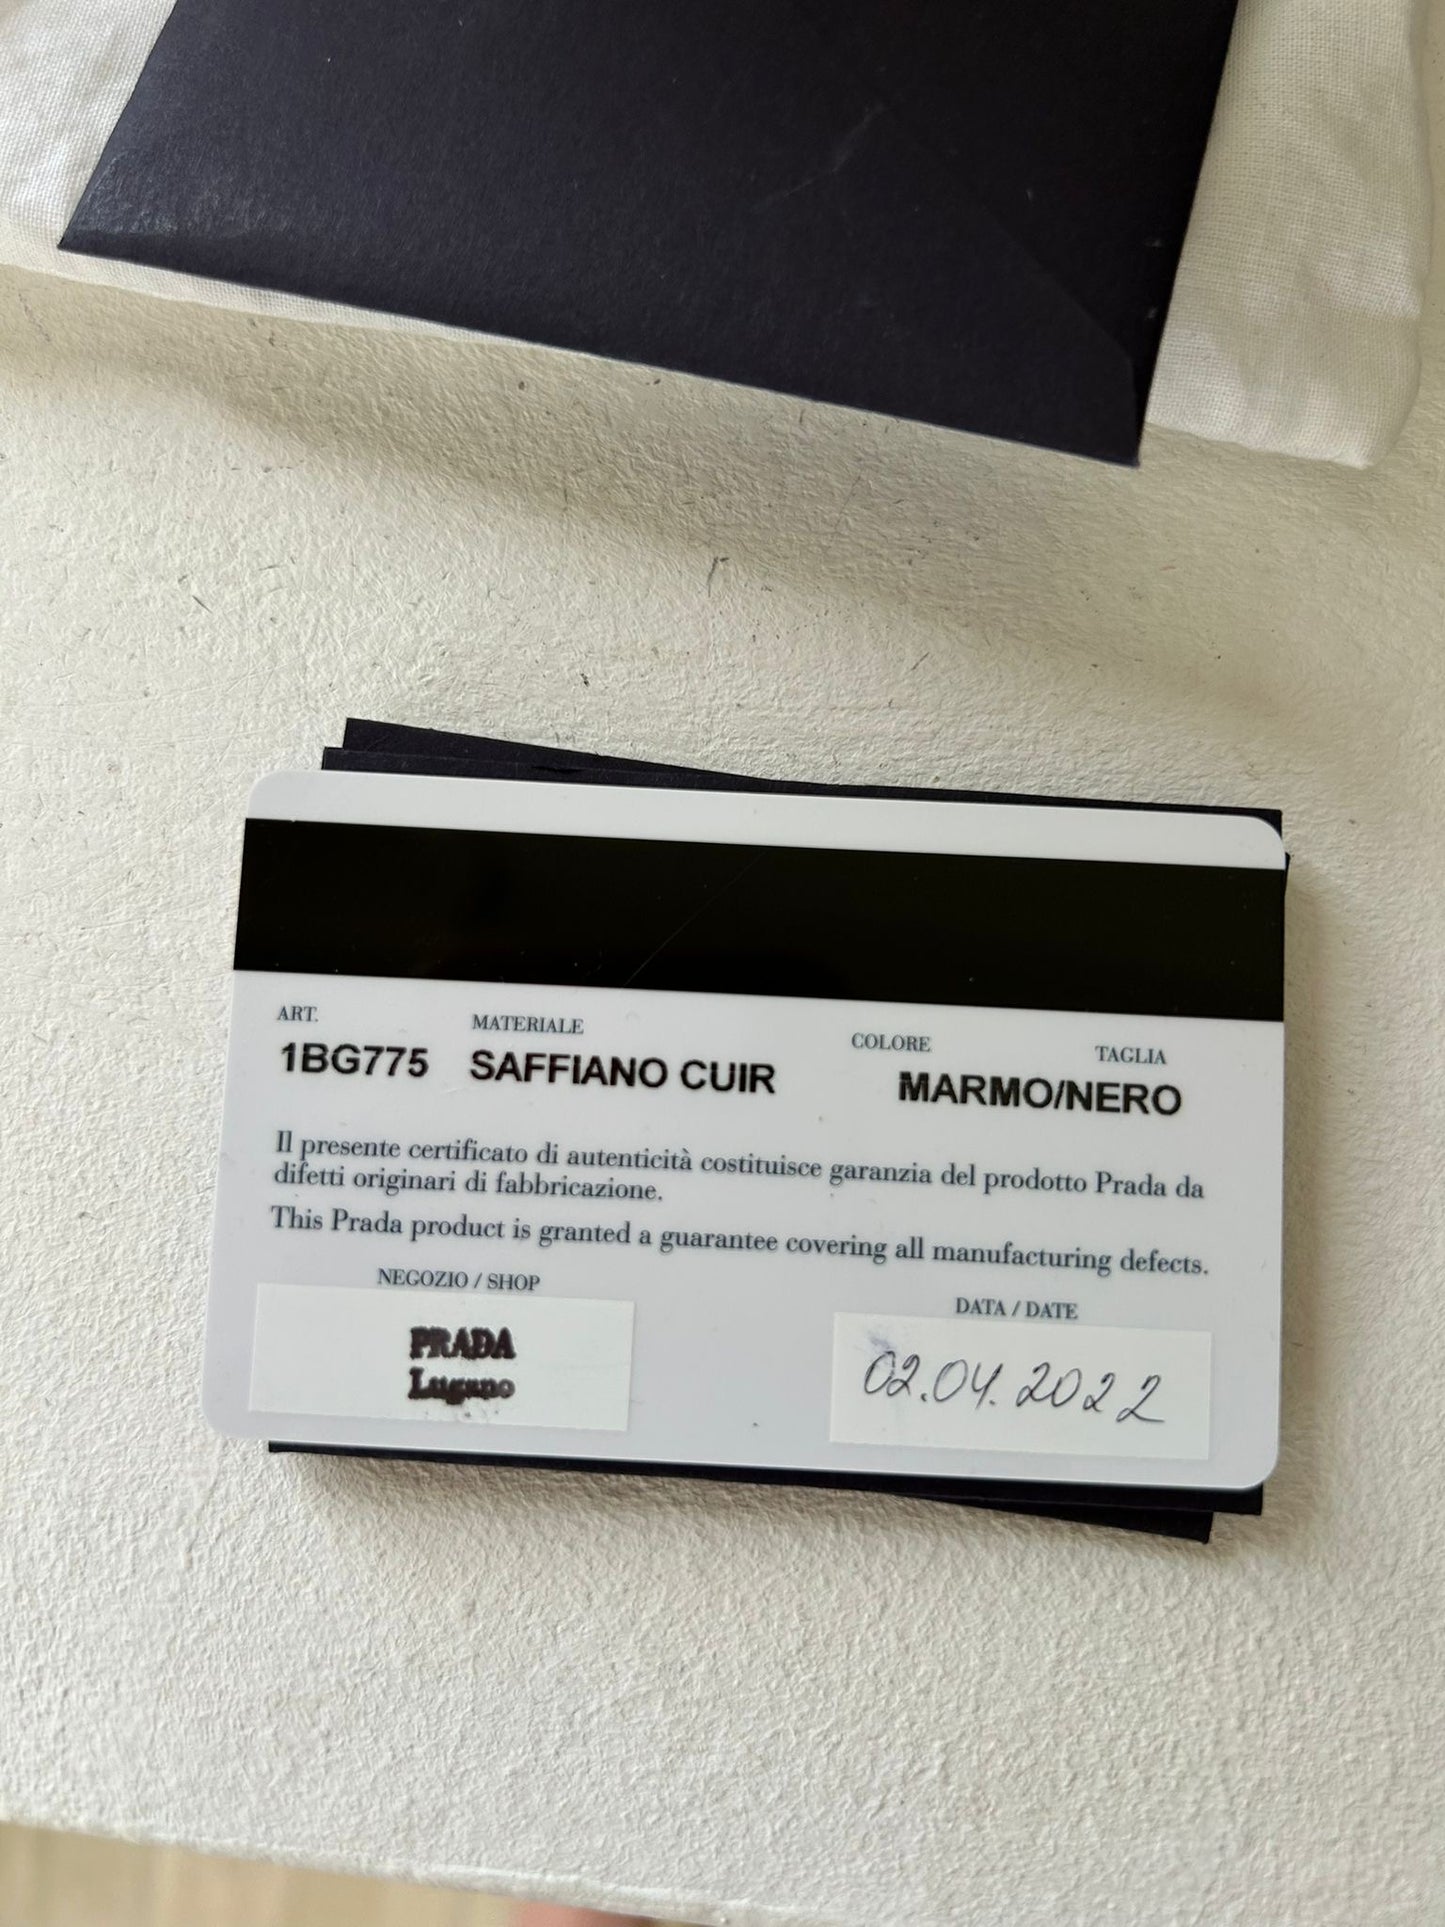 ART. MATERIALE COLORE TAGLIA
1BG775 SAFFIANO CUIR MARMO/NERO
Il presente certificato di autenticità costituisce garanzia del prodotto Prada da
difetti originari di fabbricazione.
This Prada product is granted a guarantee covering all manufacturing defects.
NEGOZIO / SHOP DATA / DATE
PRADA
Lugano
02.04.2022